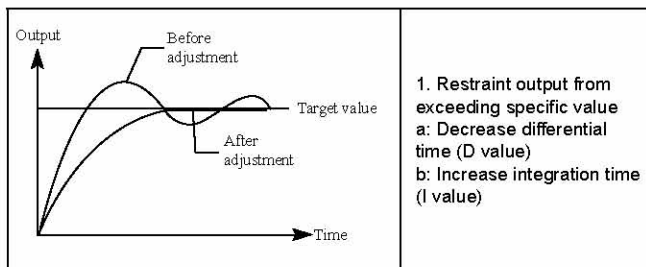 Output
Before
adjustment
Target value
After
adjustment
Time
1. Restraint output from
exceeding specific value
a: Decrease differential
time (D value)
b: Increase integration time
(I value)